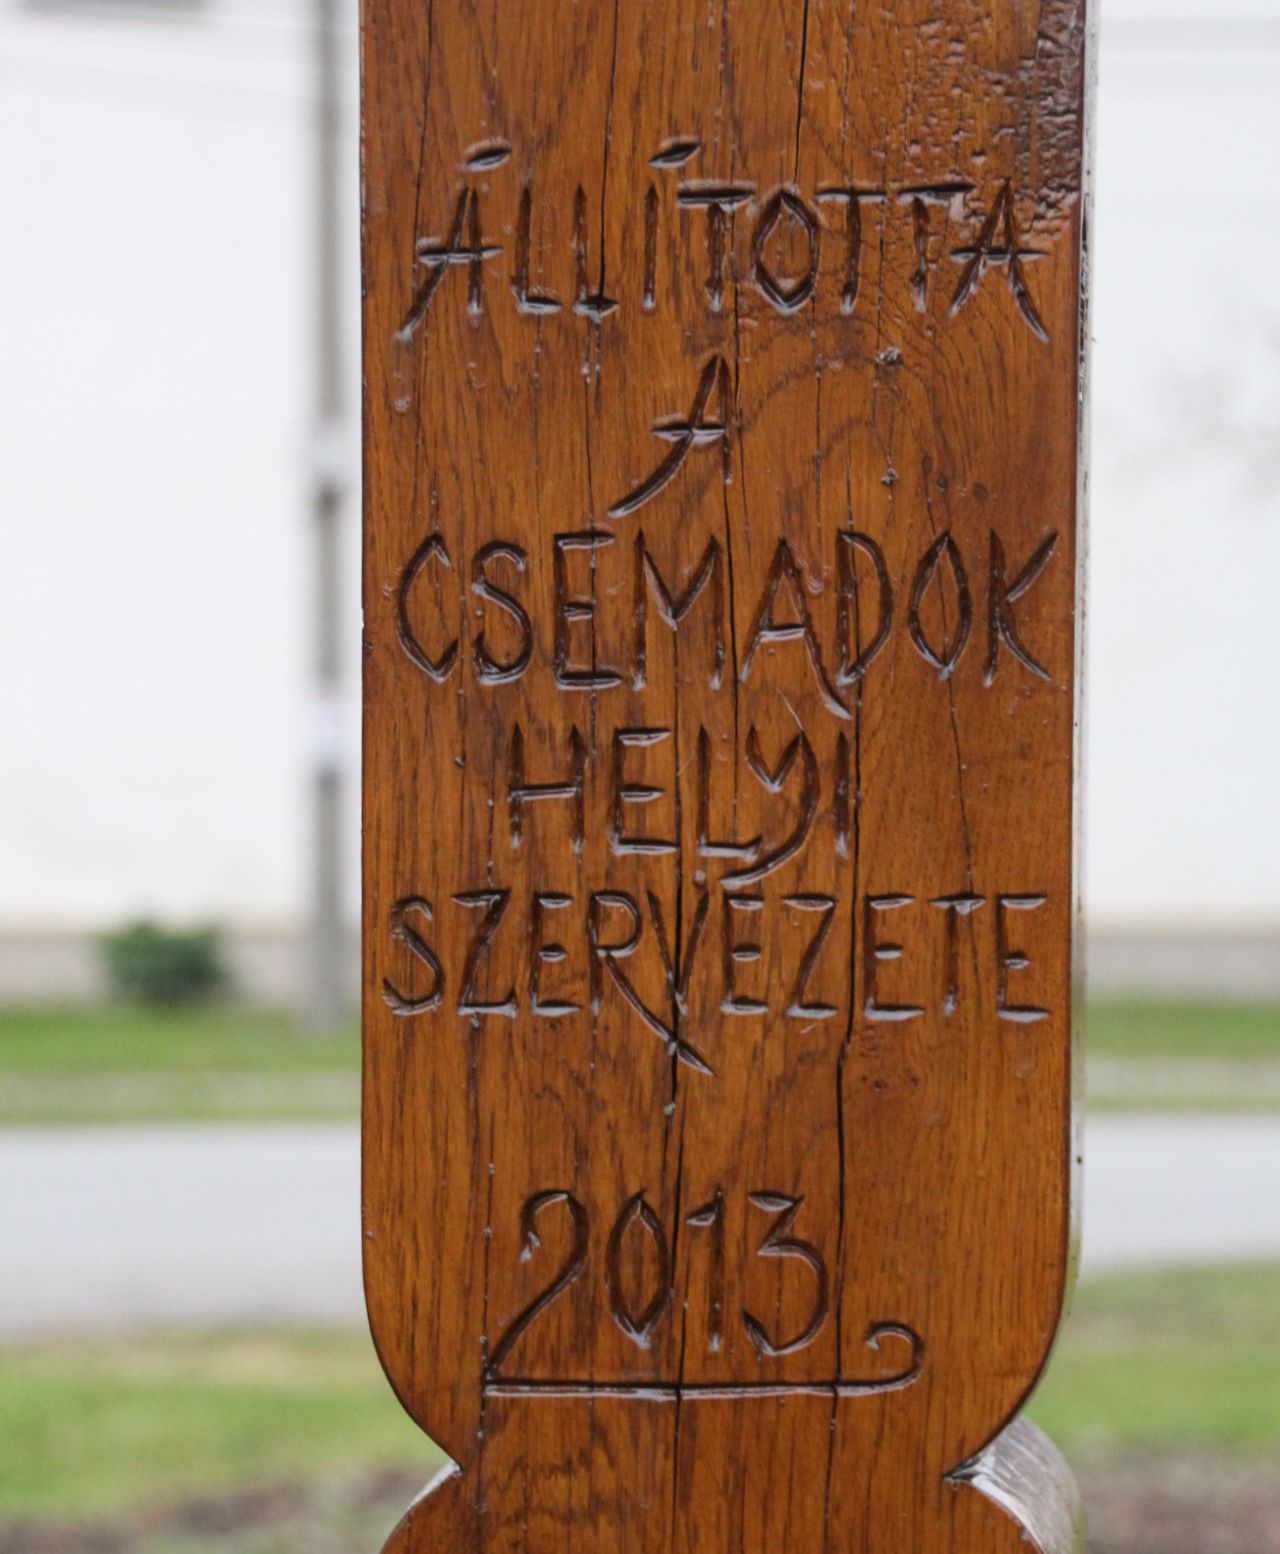 ÁLLÍTOTTA
A
CSEMADOK
HELYI
SZERVEZETE
2013